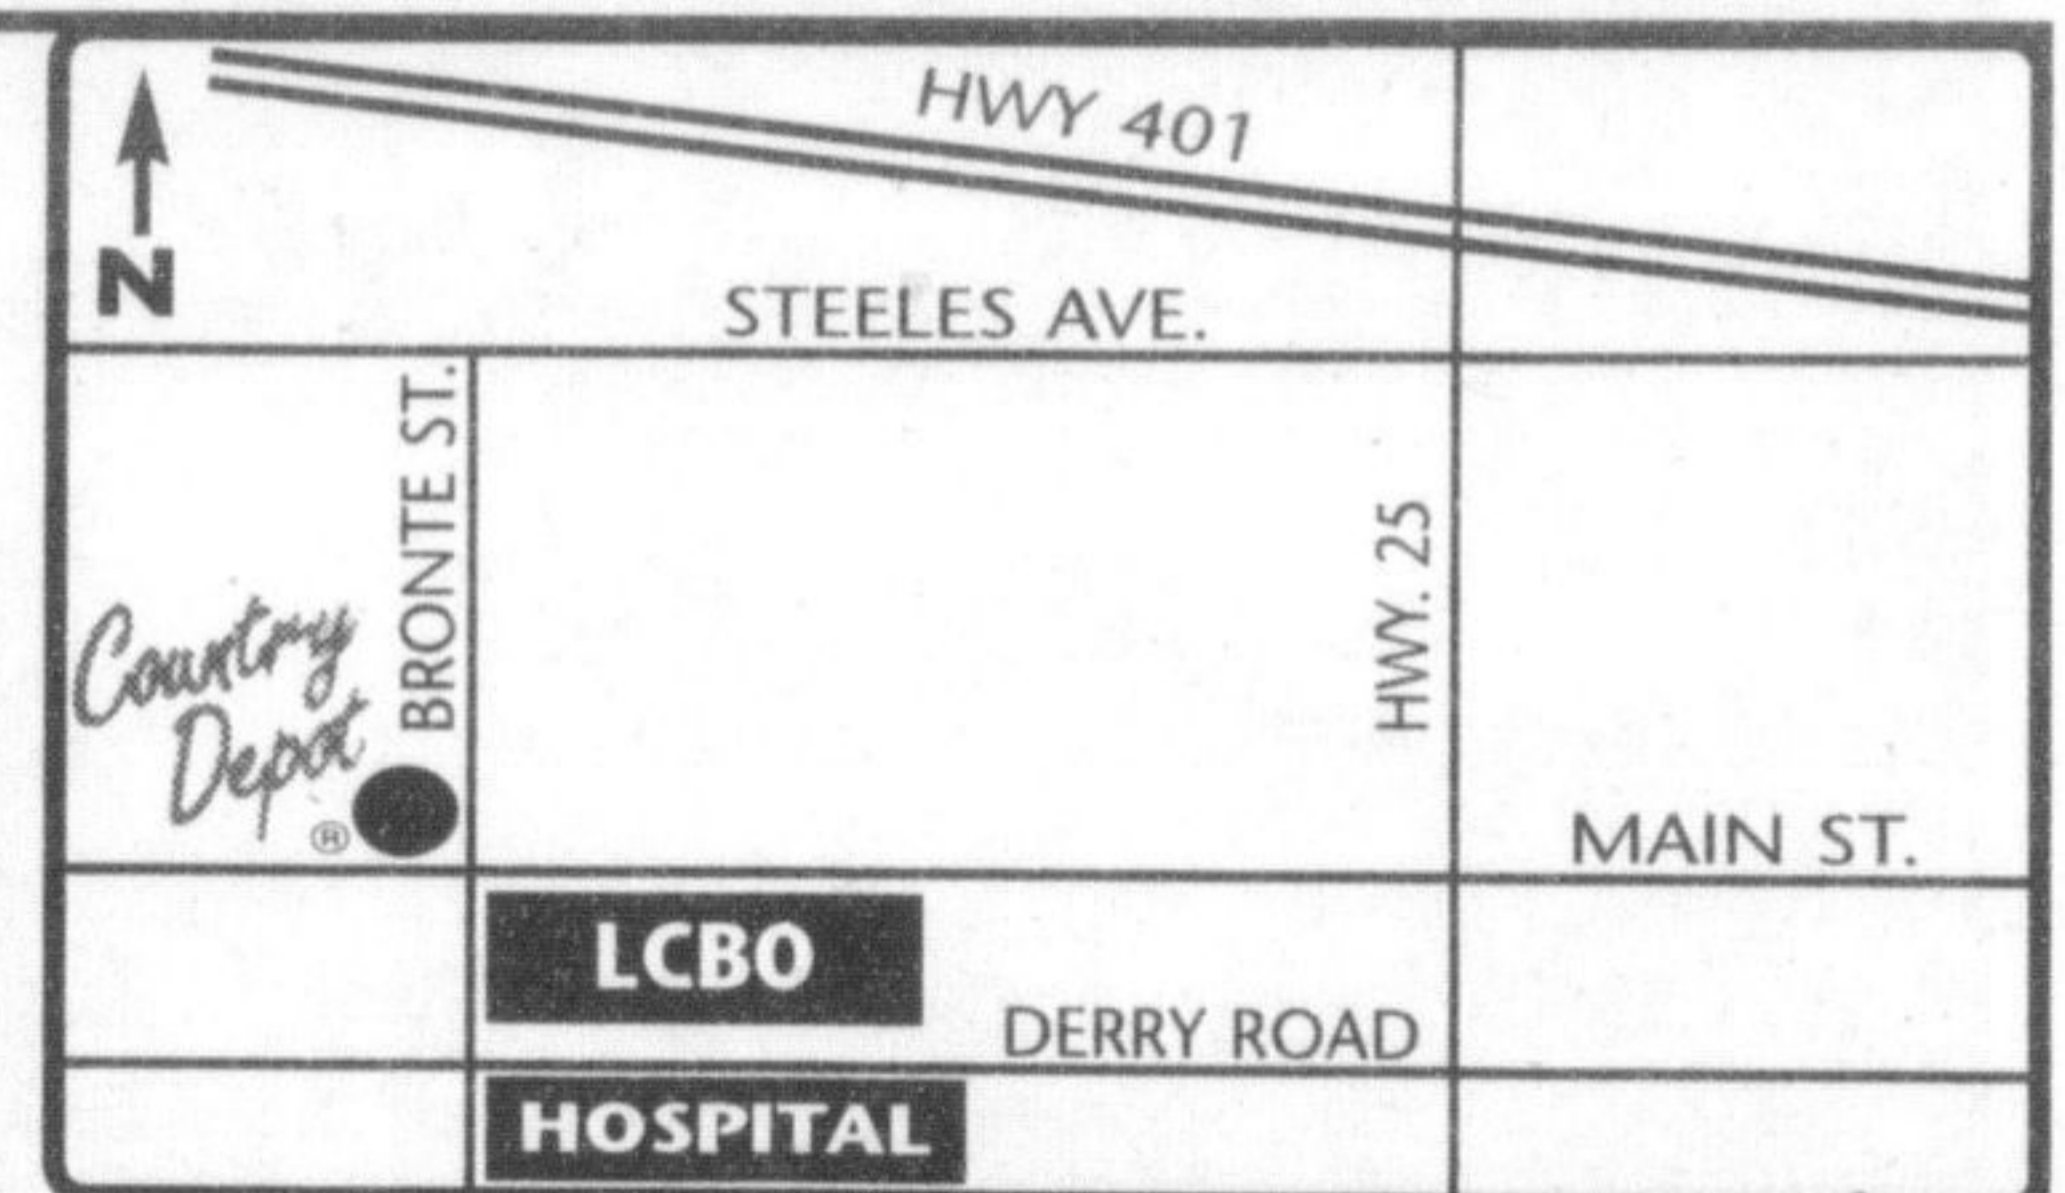 HWY 401
N
STEELES AVE.
BRONTE ST.
HWY. 25
Country
Depot
®
MAIN ST.
LCBO
DERRY ROAD
HOSPITAL